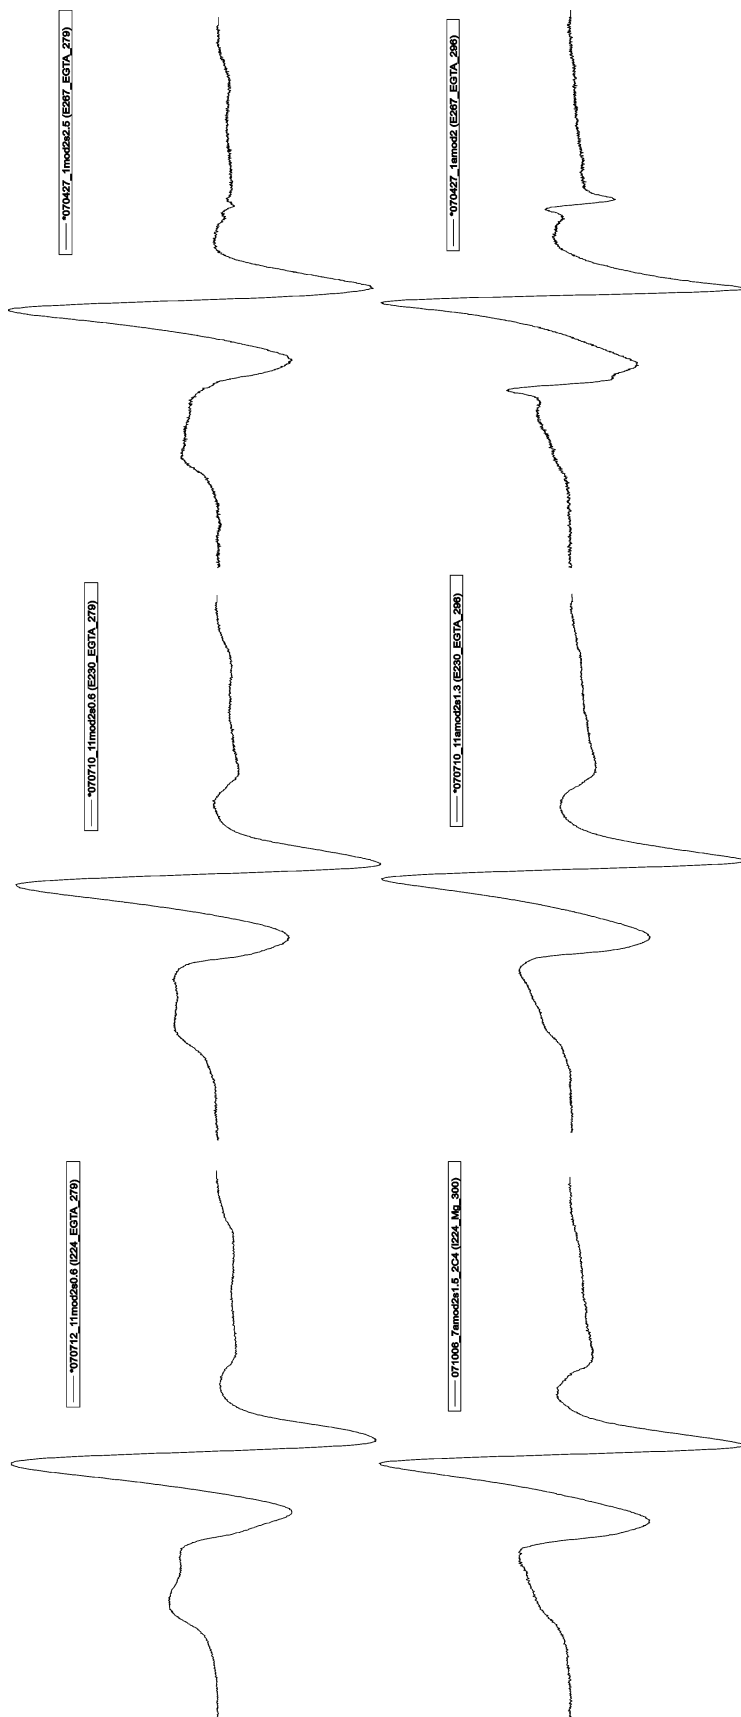 *070712_11mod2s0.6 (I224_EGTA_279)
*070710_11mod2s0.6 (E230_EGTA_279)
*070427_1mod2s2.5 (E267_EGTA_279)
071006_7amod2s1.5_2C4 (I224_Mg_300)
*070710_11amod2s1.3 (E230_EGTA_296)
*070427_1amod2 (E267_EGTA_296)